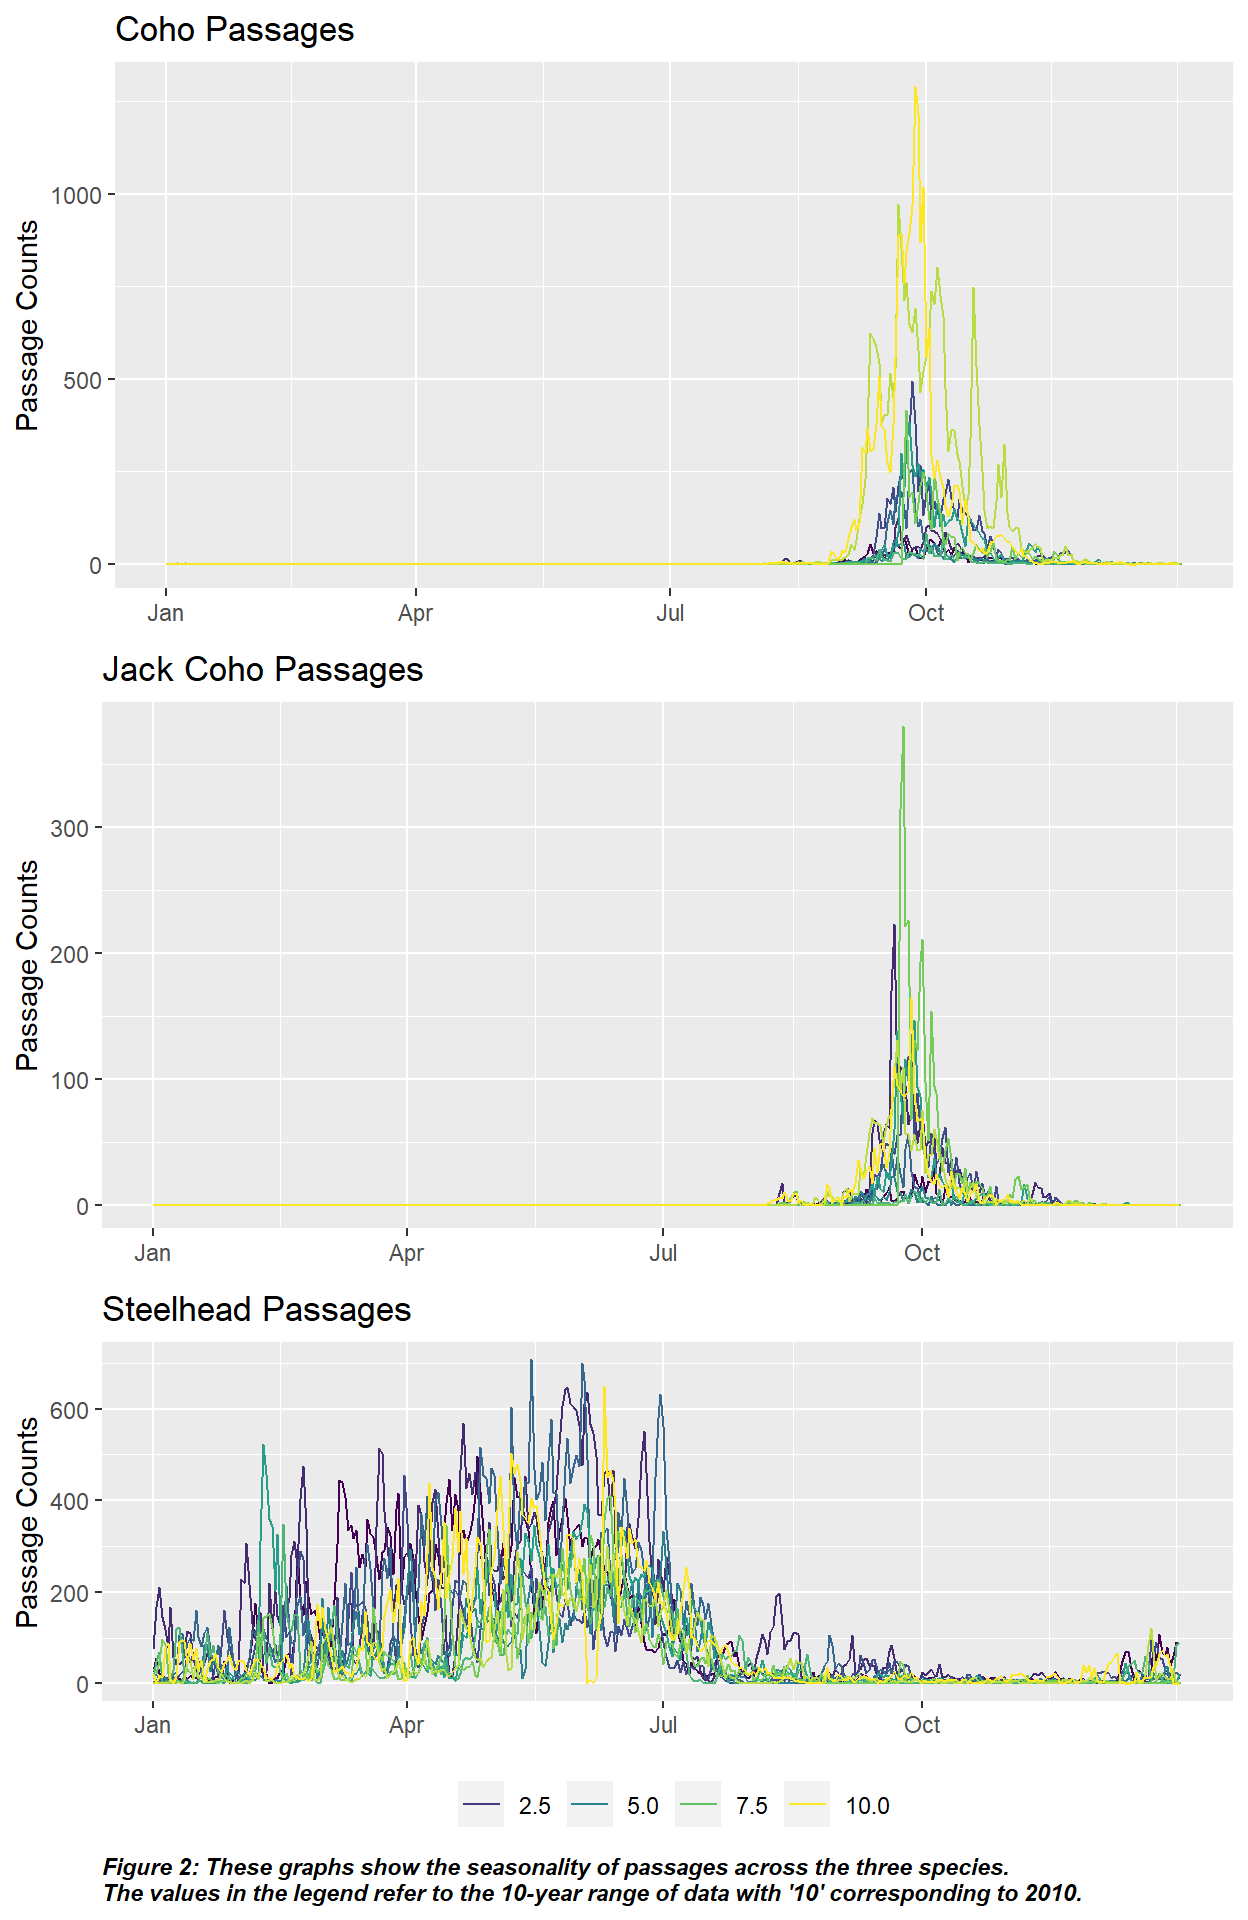 Coho Passages
Passage Counts
1000
500
0
Jan Apr Jul Oct
Jack Coho Passages
Passage Counts
300
200
100
0
Jan Apr Jul Oct
Steelhead Passages
Passage Counts
600
400
200
0
Jan Apr Jul Oct
2.5 5.0 7.5 10.0
Figure 2: These graphs show the seasonality of passages across the three species.
The values in the legend refer to the 10-year range of data with '10' corresponding to 2010.